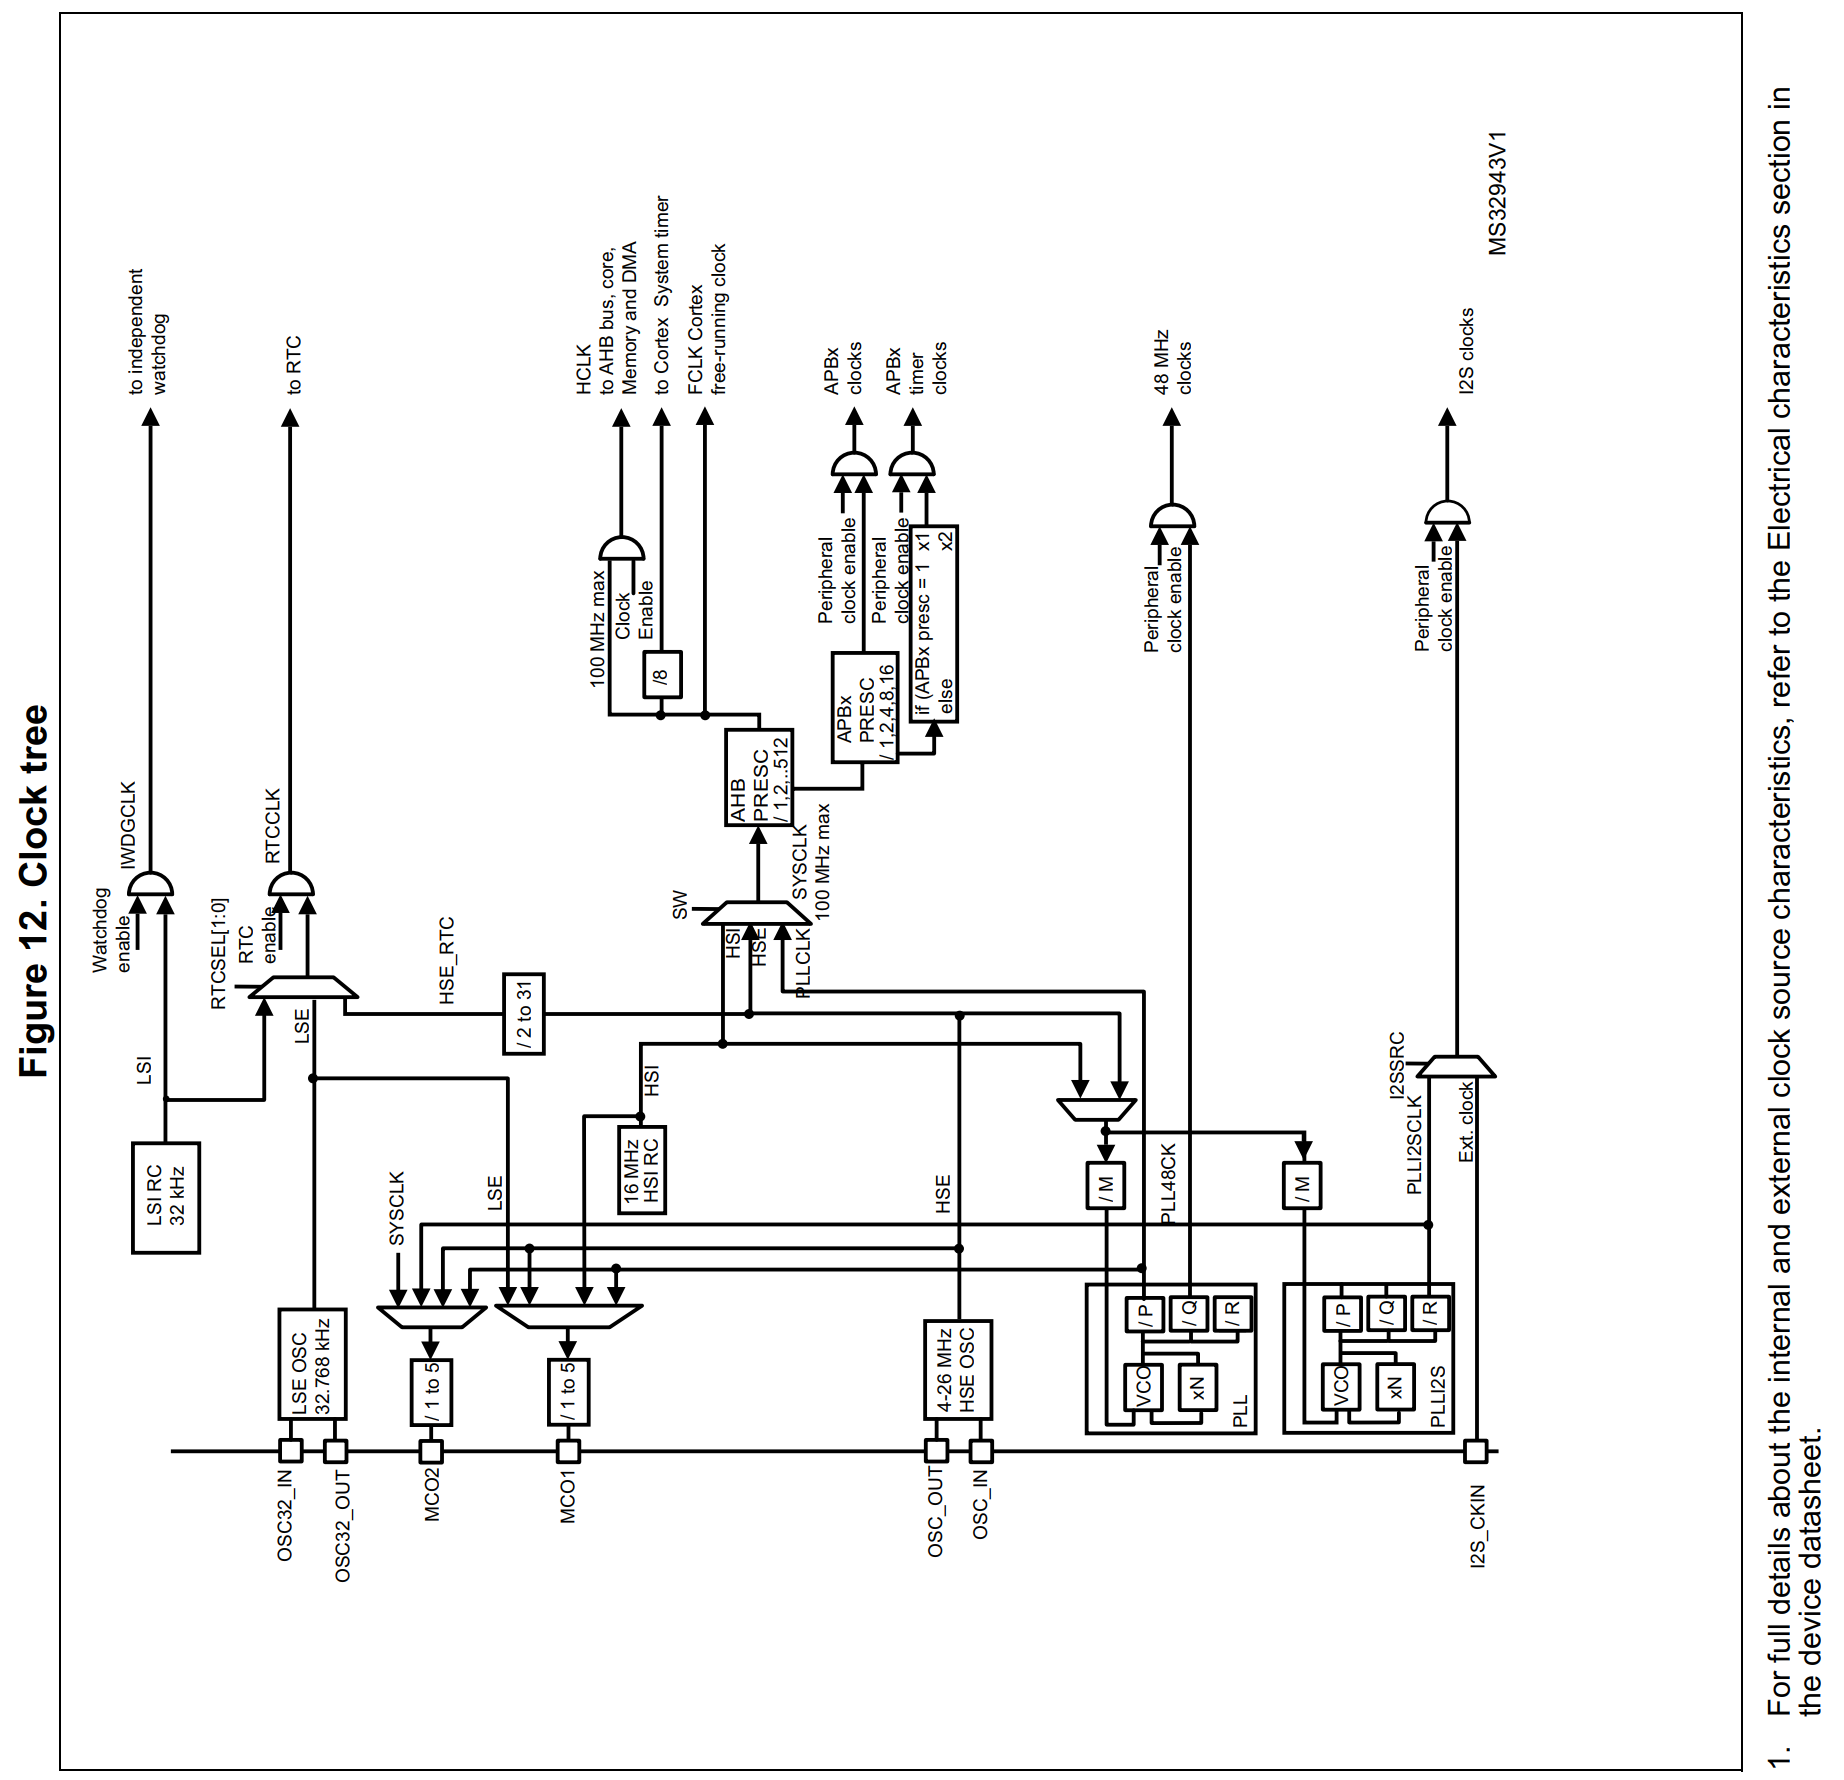 Figure 12. Clock tree
LSI RC
32 kHz
LSI
Watchdog
enable
IWDGCLK
to independent
watchdog
RTCSEL[1:0]
RTC
enable
RTCCLK
to RTC
OSC32_IN
OSC32_OUT
LSE OSC
32.768 kHz
LSE
HSE_RTC
/ 2 to 31
SYSCLK
LSE
MCO2
/ 1 to 5
MCO1
/ 1 to 5
16 MHz
HSI RC
HSI
SW
HSI
HSE
PLLCLK
SYSCLK
100 MHz max
AHB
PRESC
/ 1,2,..512
100 MHz max
Clock
Enable
/8
HCLK
to AHB bus, core,
Memory and DMA
to Cortex System timer
FCLK Cortex
free-running clock
APBx
PRESC
/ 1,2,4,8,16
Peripheral
clock enable
APBx
clocks
Peripheral
clock enable
if (APBx presc = 1 x1
else x2
APBx
timer
clocks
OSC_OUT
OSC_IN
4-26 MHz
HSE OSC
HSE
/ M
PLL48CK
Peripheral
clock enable
48 MHz
clocks
VCO
xN
/ P
/ Q
/ R
PLL
/ M
VCO
xN
/ P
/ Q
/ R
PLLI2S
I2SSRC
PLLI2SCLK
Ext. clock
I2S_CKIN
Peripheral
clock enable
I2S clocks
MS32943V1
1. For full details about the internal and external clock source characteristics, refer to the Electrical characteristics section in
the device datasheet.